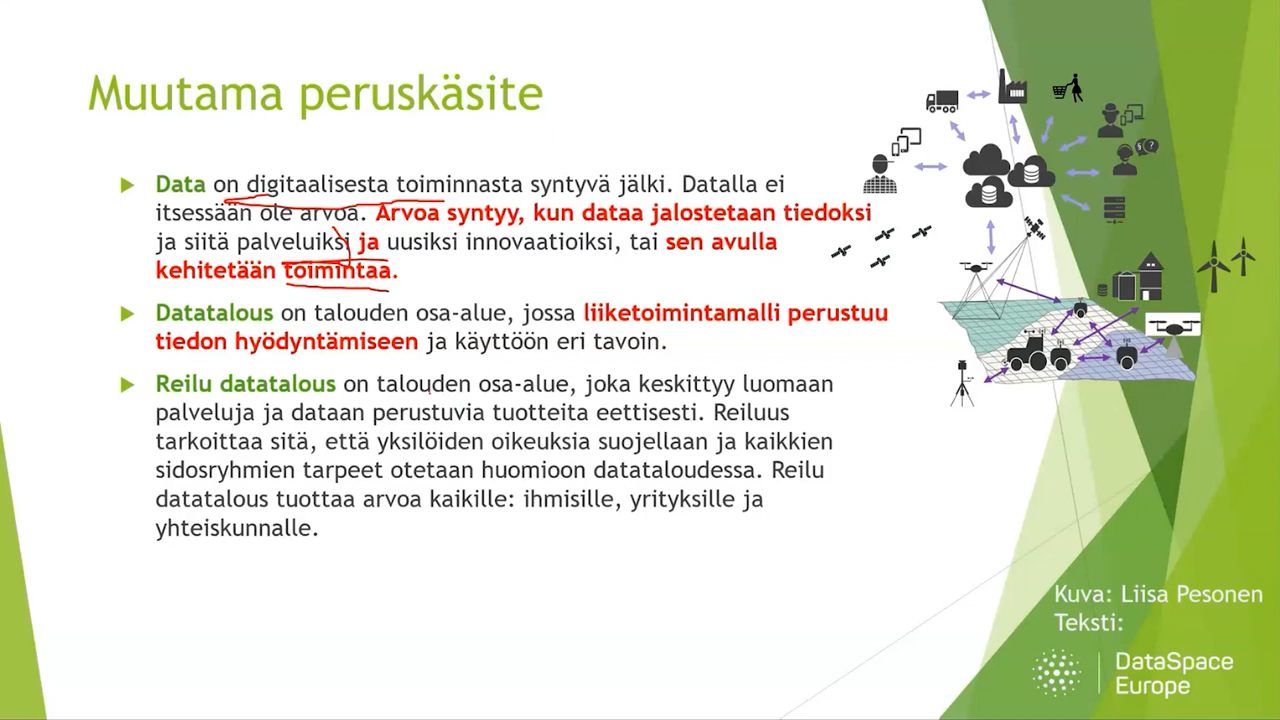 Muutama peruskäsite
Data on digitaalisesta toiminnasta syntyvä jälki. Datalla ei
itsessään ole arvoa. Arvoa syntyy, kun dataa jalostetaan tiedoksi
ja siitä palveluiksi ja uusiksi innovaatioiksi, tai sen avulla
kehitetään toimintaa.
Datatalous on talouden osa-alue, jossa liiketoimintamalli perustuu
tiedon hyödyntämiseen ja käyttöön eri tavoin.
Reilu datatalous on talouden osa-alue, joka keskittyy luomaan
palveluja ja dataan perustuvia tuotteita eettisesti. Reiluus
tarkoittaa sitä, että yksilöiden oikeuksia suojellaan ja kaikkien
sidosryhmien tarpeet otetaan huomioon datataloudessa. Reilu
datatalous tuottaa arvoa kaikille: ihmisille, yrityksille ja
yhteiskunnalle.
Kuva: Liisa Pesonen
Teksti:
DataSpace
Europe